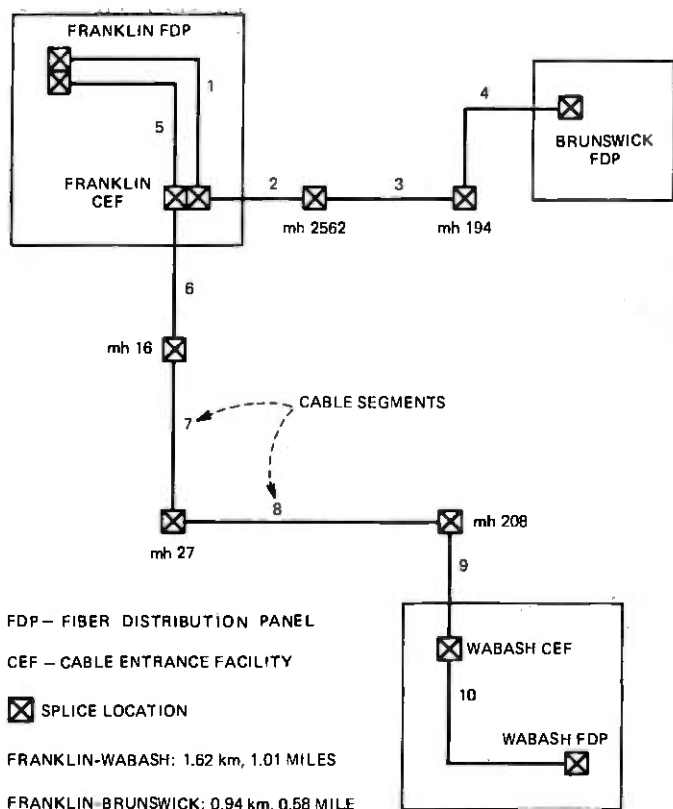 FRANKLIN FDP
1
5
FRANKLIN
CEF
2
mh 2562
3
mh 194
4
BRUNSWICK
FDP
6
mh 16
7
CABLE SEGMENTS
8
mh 27
mh 208
9
WABASH CEF
10
WABASH FDP
FDP – FIBER DISTRIBUTION PANEL
CEF – CABLE ENTRANCE FACILITY
SPLICE LOCATION
FRANKLIN-WABASH: 1.62 km, 1.01 MILES
FRANKLIN-BRUNSWICK: 0.94 km, 0.58 MILE